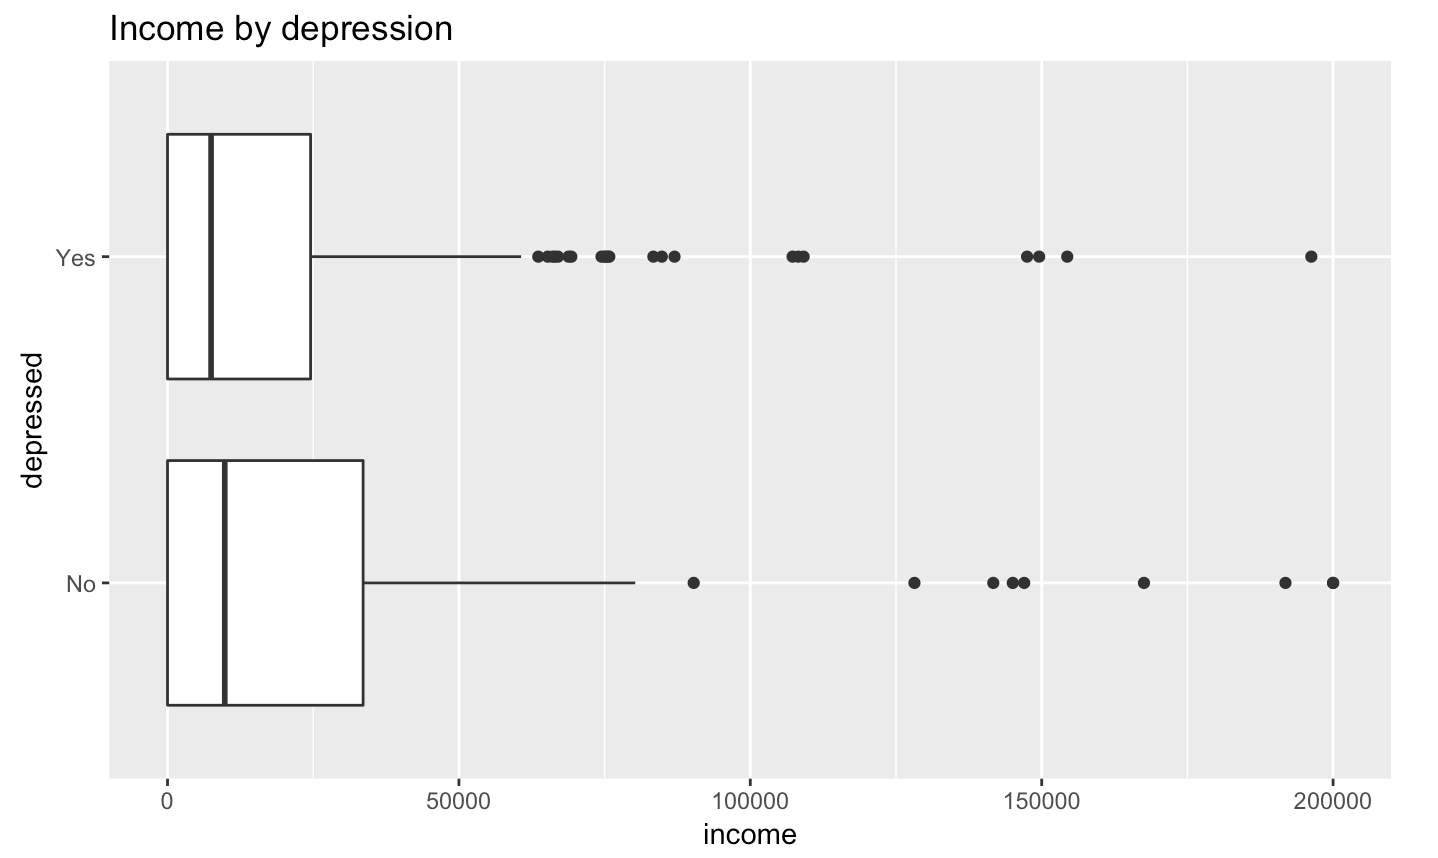 Income by depression
Yes
No
depressed
0
50000
100000
150000
200000
income